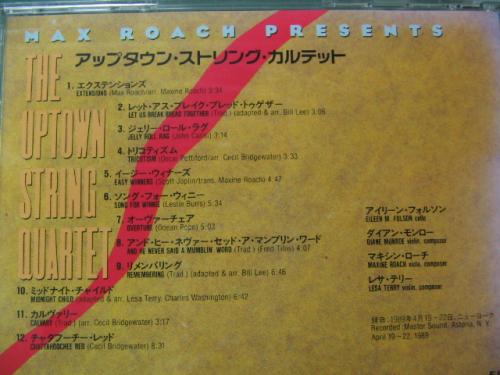 MAX ROACH PRESENTS
THE UPTOWN STRING QUARTET
アップタウン・ストリング・カルテット
1. エクステンションズ
EXTENSIONS (Max Roach/arr. Maxine Roach) 3:34
2. レット・アス・ブレイク・ブレッド・トゥゲザー
LET US BREAK BREAD TOGETHER (Trad.) (adapted & arr. Bill Lee) 3:06
3. ジェリー・ロール・ラグ
JELLY ROLL RAG (John Carisi) 3:14
4. トリコティズム
TRICOTISM (Oscar Pettiford/arr. Cecil Bridgewater) 3:33
5. イージー・ウィナーズ
EASY WINNERS (Scott Joplin/trans. Maxine Roach) 4:47
6. ソング・フォー・ウィニー
SONG FOR WINNIE (Leslie Burrs) 5:34
7. オーヴァーチェア
OVERTURE (Ocean Pope) 5:03
8. アンド・ヒー・ネヴァー・セッド・ア・マンブリン・ワード
AND HE NEVER SAID A MUMBLIN' WORD (Trad.) (Fred Tillis) 4:07
9. リメンバリング
REMEMBERING (Trad.) (adapted & arr. Bill Lee) 6:46
10. ミッドナイト・チャイルド
MIDNIGHT CHILD (adapted & arr. Lesa Terry, Charles Washington) 6:42
11. カルヴァリー
CALVARY (Trad.) (arr. Cecil Bridgewater) 3:17
12. チャタフーチー・レッド
CHATTAHOOCHEE RED (Cecil Bridgewater) 8:31
アイリーン・フォルソン
EILEEN M. FOLSON cello
ダイアン・モンロー
DIANE MONROE violin, composer
マキシン・ローチ
MAXINE ROACH viola, composer
レサ・テリー
LESA TERRY violin, composer
録音：1989年4月19－22日、ニューヨーク
Recorded : Master Sound, Astoria, N.Y.
April 19—22, 1989